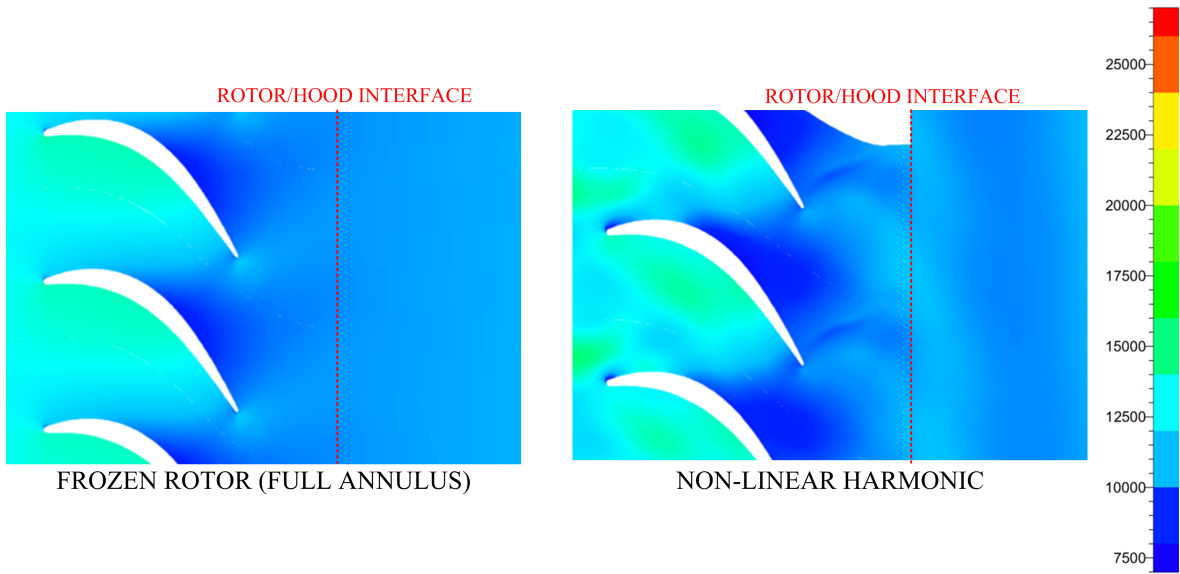 ROTOR/HOOD INTERFACE
ROTOR/HOOD INTERFACE
FROZEN ROTOR (FULL ANNULUS)
NON-LINEAR HARMONIC
25000
22500
20000
17500
15000
12500
10000
7500